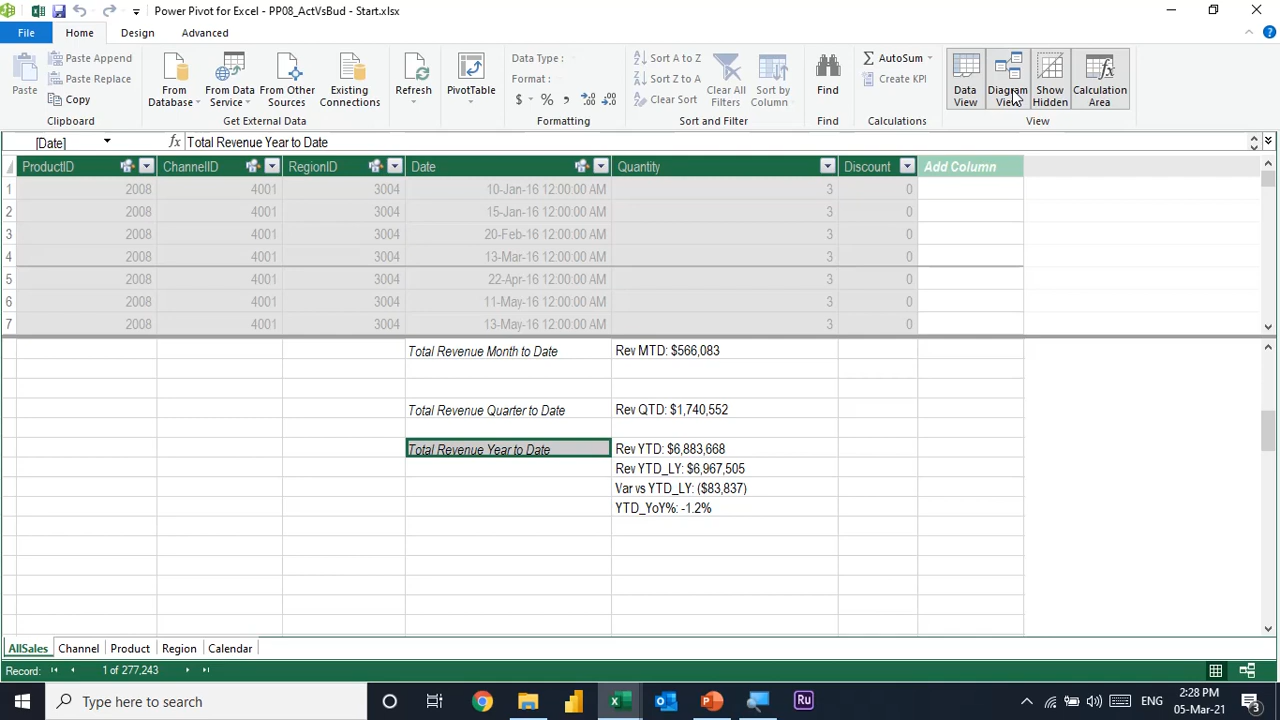 Power Pivot for Excel - PP08_ActVsBud - Start.xlsx
File Home Design Advanced
Paste
Paste Append
Paste Replace
Copy
Clipboard
From Database
From Data Service
From Other Sources
Existing Connections
Get External Data
Refresh
PivotTable
Data Type :
Format :
$ % ,
Formatting
Sort A to Z
Sort Z to A
Clear Sort
Clear All Filters
Sort by Column
Sort and Filter
Find
Find
AutoSum
Create KPI
Calculations
Data View
Diagram View
Show Hidden
Calculation Area
View
[Date] fx Total Revenue Year to Date
ProductID ChannelID RegionID Date Quantity Discount Add Column
1 2008 4001 3004 10-Jan-16 12:00:00 AM 3 0
2 2008 4001 3004 15-Jan-16 12:00:00 AM 3 0
3 2008 4001 3004 20-Feb-16 12:00:00 AM 3 0
4 2008 4001 3004 13-Mar-16 12:00:00 AM 3 0
5 2008 4001 3004 22-Apr-16 12:00:00 AM 3 0
6 2008 4001 3004 11-May-16 12:00:00 AM 3 0
7 2008 4001 3004 13-May-16 12:00:00 AM 3 0
Total Revenue Month to Date Rev MTD: $566,083
Total Revenue Quarter to Date Rev QTD: $1,740,552
Total Revenue Year to Date Rev YTD: $6,883,668
Rev YTD_LY: $6,967,505
Var vs YTD_LY: ($83,837)
YTD_YoY%: -1.2%
AllSales Channel Product Region Calendar
Record: 1 of 277,243
Type here to search
Ru
ENG
2:28 PM
05-Mar-21
3